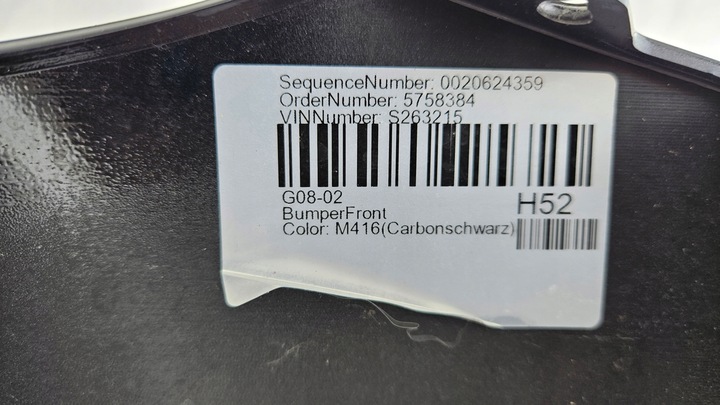 SequenceNumber: 0020624359
OrderNumber: 5758384
VINNumber: S263215
G08-02
H52
BumperFront
Color: M416(Carbonschwarz)